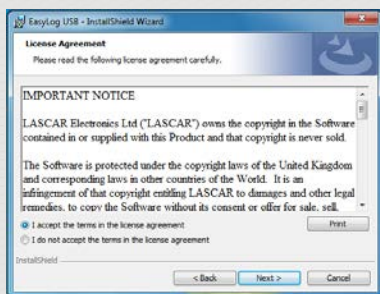 EasyLog USB - InstallShield Wizard
License Agreement
Please read the following license agreement carefully.
IMPORTANT NOTICE
LASCAR Electronics Ltd ("LASCAR") owns the copyright in the Software
contained in or supplied with this Product and that copyright is never sold.
The Software is protected under the copyright laws of the United Kingdom
and corresponding laws in other countries of the World. It is an
infringement of that copyright entitling LASCAR to damages and other legal
remedies, to copy the Software without its consent or offer for sale, sell,
I accept the terms in the license agreement
Print
I do not accept the terms in the license agreement
InstallShield
< Back
Next >
Cancel